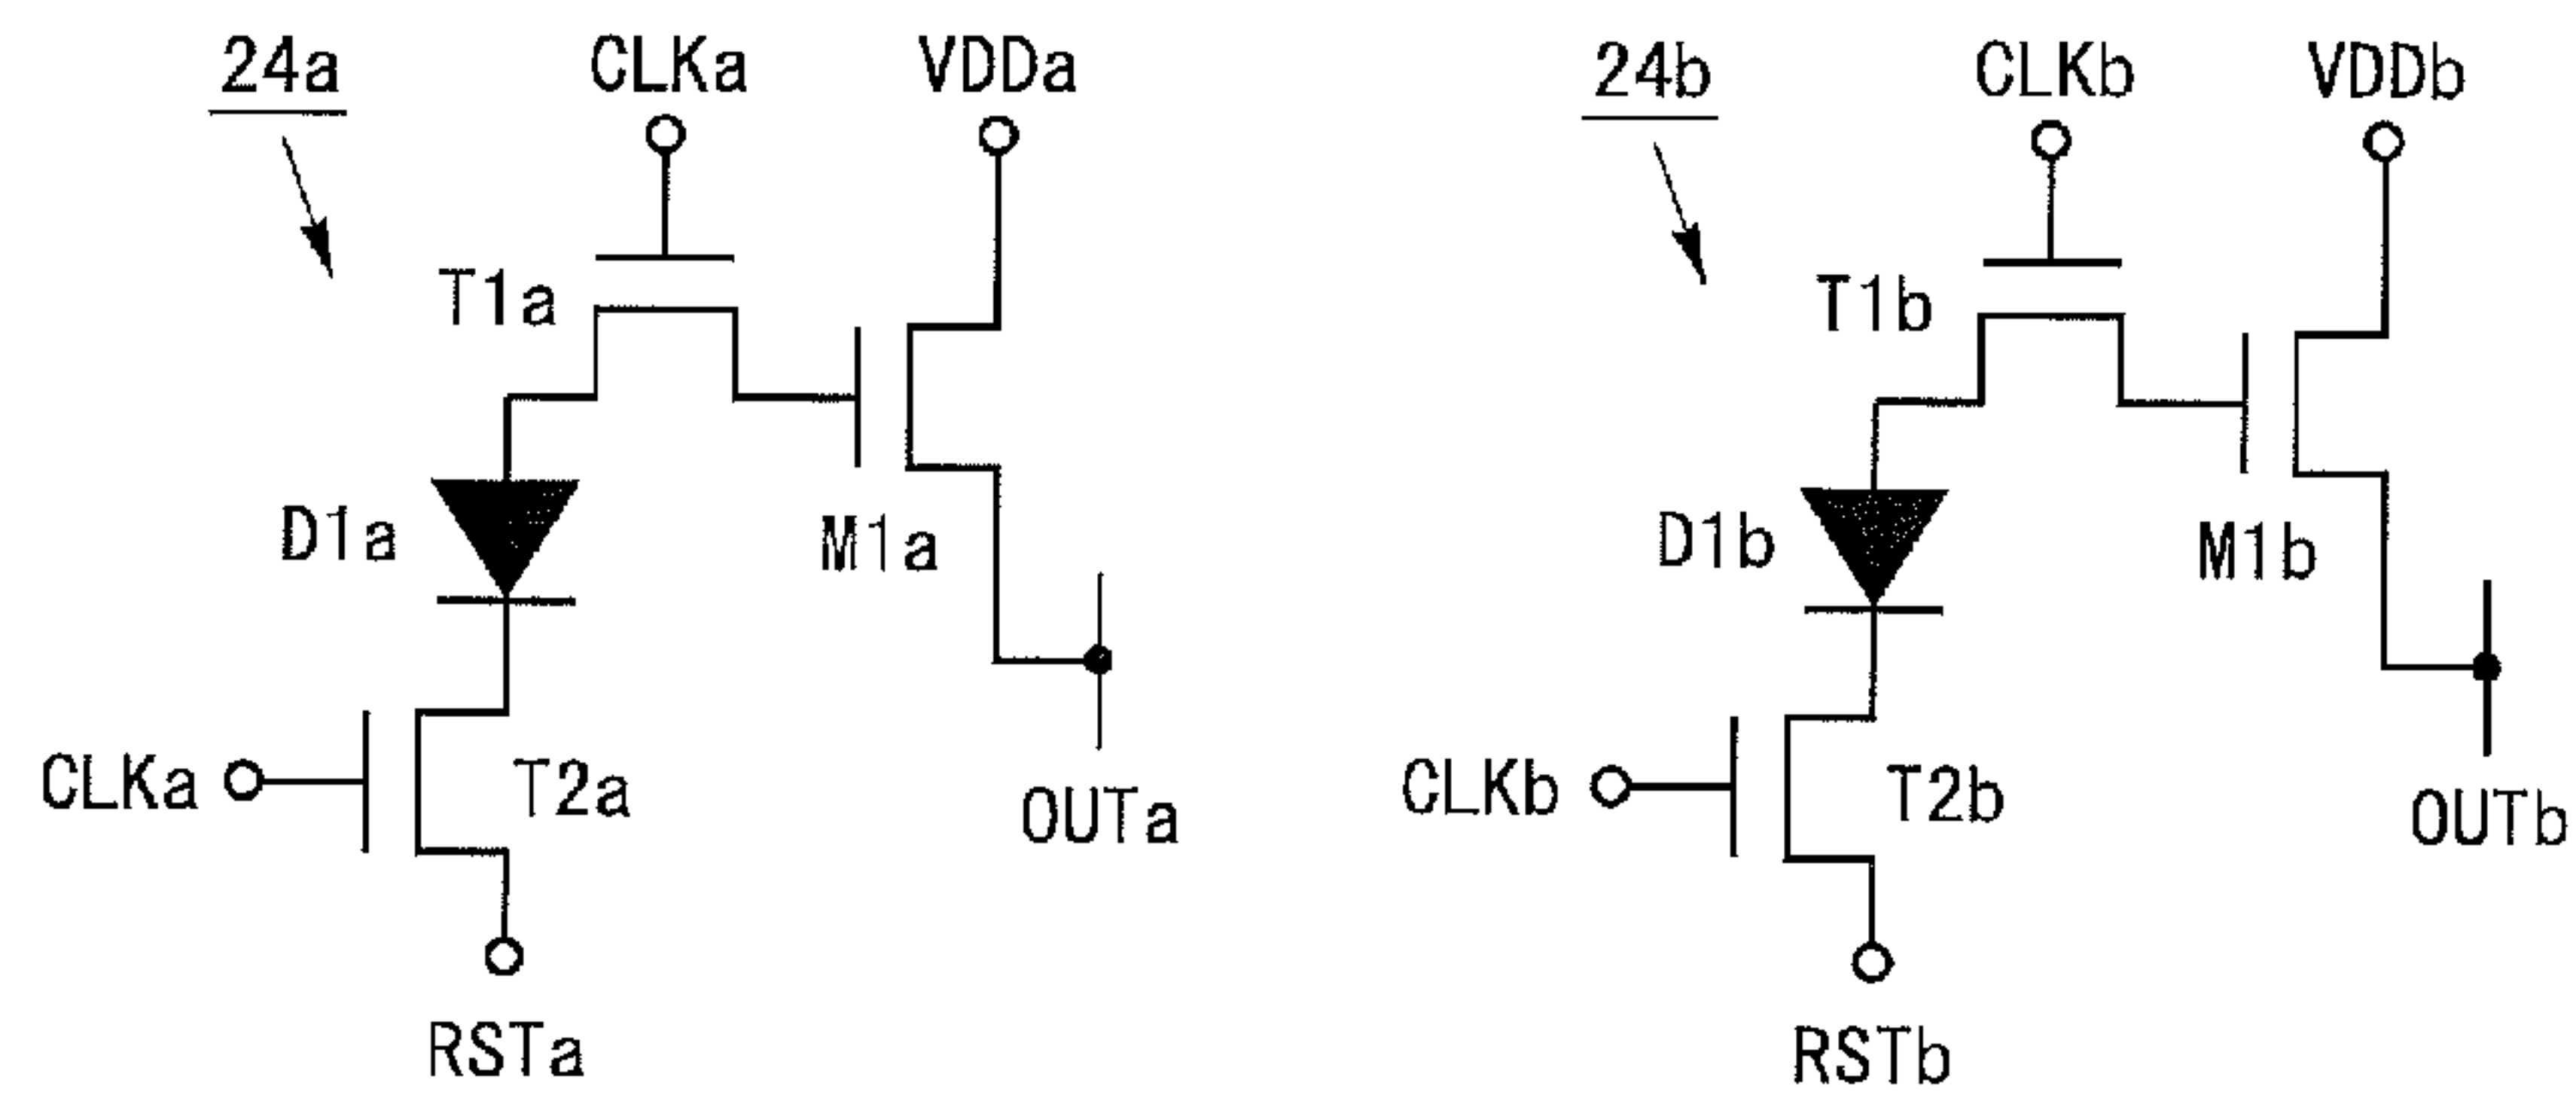 24a
CLKa
VDDa
T1a
D1a
M1a
CLKa
T2a
OUTa
RSTa
24b
CLKb
VDDb
T1b
D1b
M1b
CLKb
T2b
OUTb
RSTb